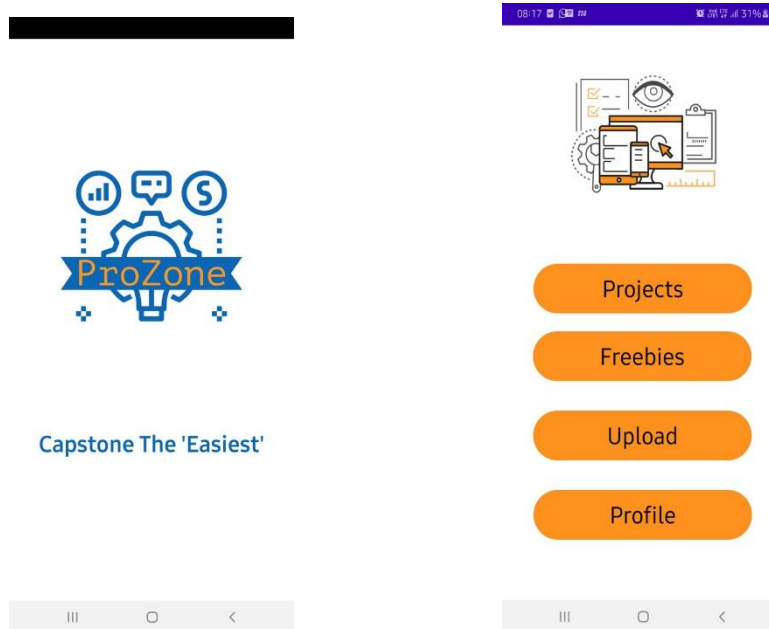 ProZone
Capstone The 'Easiest'
08:17
31%
Projects
Freebies
Upload
Profile